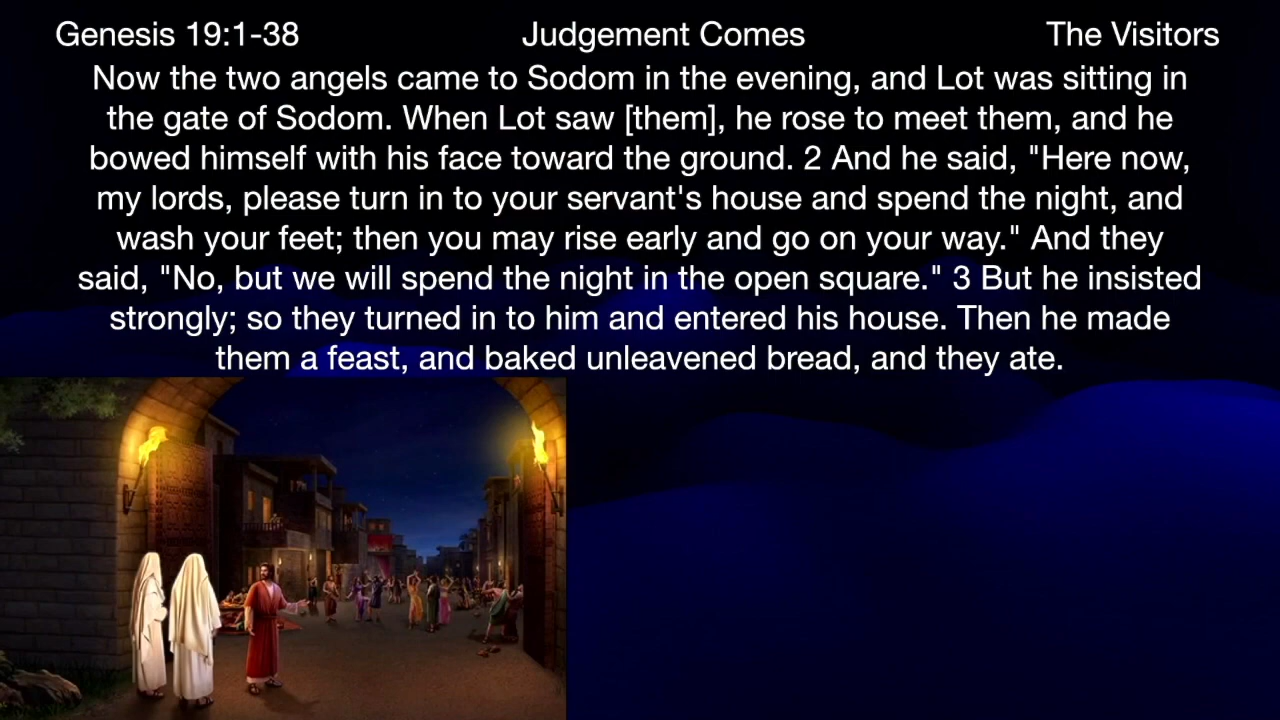 Genesis 19:1-38 Judgement Comes The Visitors
Now the two angels came to Sodom in the evening, and Lot was sitting in
the gate of Sodom. When Lot saw [them], he rose to meet them, and he
bowed himself with his face toward the ground. 2 And he said, "Here now,
my lords, please turn in to your servant's house and spend the night, and
wash your feet; then you may rise early and go on your way." And they
said, "No, but we will spend the night in the open square." 3 But he insisted
strongly; so they turned in to him and entered his house. Then he made
them a feast, and baked unleavened bread, and they ate.